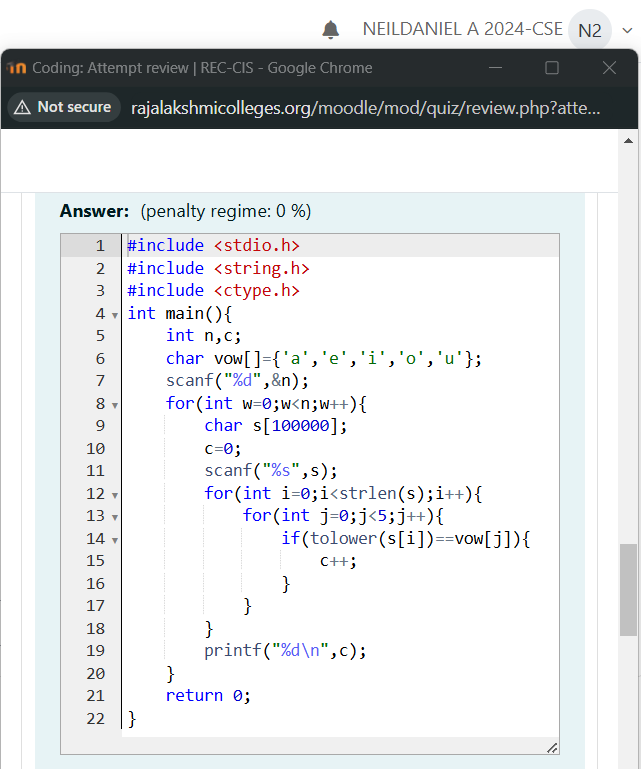 NEILDANIEL A 2024-CSE N2
Coding: Attempt review | REC-CIS - Google Chrome
Not secure rajalakshmicolleges.org/moodle/mod/quiz/review.php?atte...
Answer: (penalty regime: 0 %)
1 #include <stdio.h>
2 #include <string.h>
3 #include <ctype.h>
4 int main(){
5 int n,c;
6 char vow[]={'a','e','i','o','u'};
7 scanf("%d",&n);
8 for(int w=0;w<n;w++){
9 char s[100000];
10 c=0;
11 scanf("%s",s);
12 for(int i=0;i<strlen(s);i++){
13 for(int j=0;j<5;j++){
14 if(tolower(s[i])==vow[j]){
15 c++;
16 }
17 }
18 }
19 printf("%d\n",c);
20 }
21 return 0;
22 }